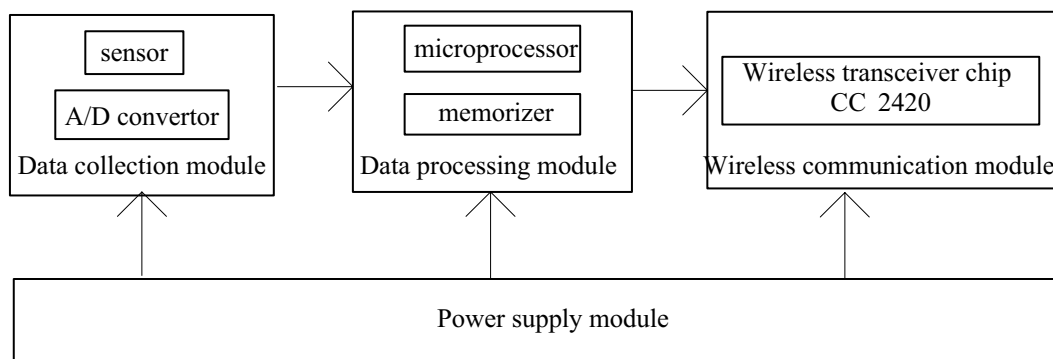 sensor
A/D convertor
Data collection module
microprocessor
memorizer
Data processing module
Wireless transceiver chip
CC 2420
Wireless communication module
Power supply module